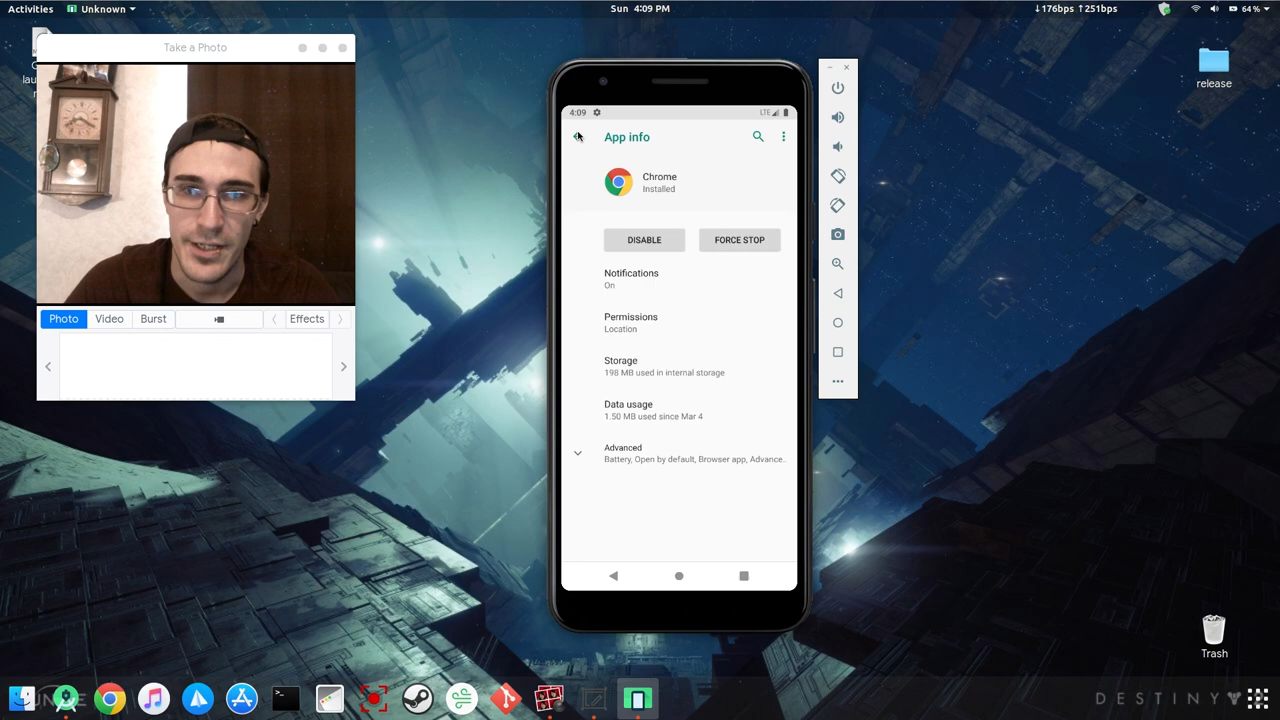 Activities
Unknown
Sun 4:09 PM
↓176bps ↑251bps
64 %
Take a Photo
release
4:09
LTE
App info
Chrome
Installed
DISABLE
FORCE STOP
Notifications
On
Permissions
Location
Photo
Video
Burst
Effects
Storage
198 MB used in internal storage
Data usage
1.50 MB used since Mar 4
Advanced
Battery, Open by default, Browser app, Advance..
Trash
DESTINY